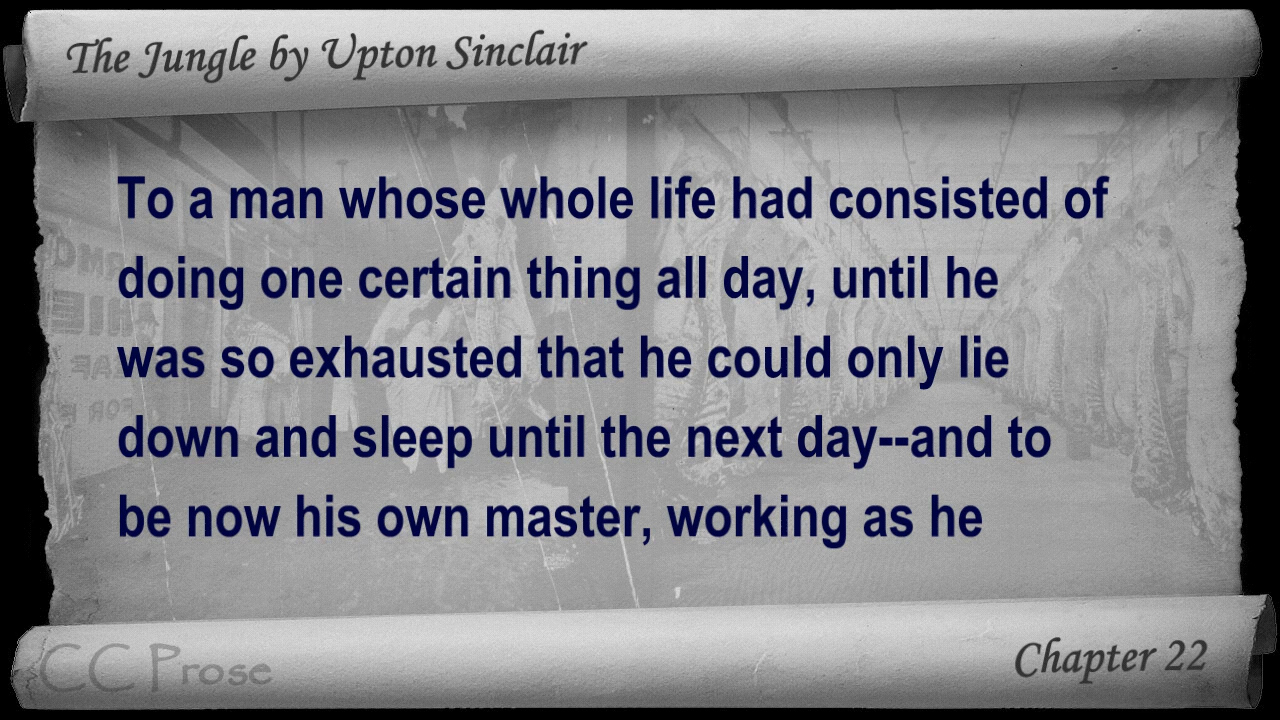 The Jungle by Upton Sinclair
To a man whose whole life had consisted of
doing one certain thing all day, until he
was so exhausted that he could only lie
down and sleep until the next day--and to
be now his own master, working as he
CC Prose
Chapter 22